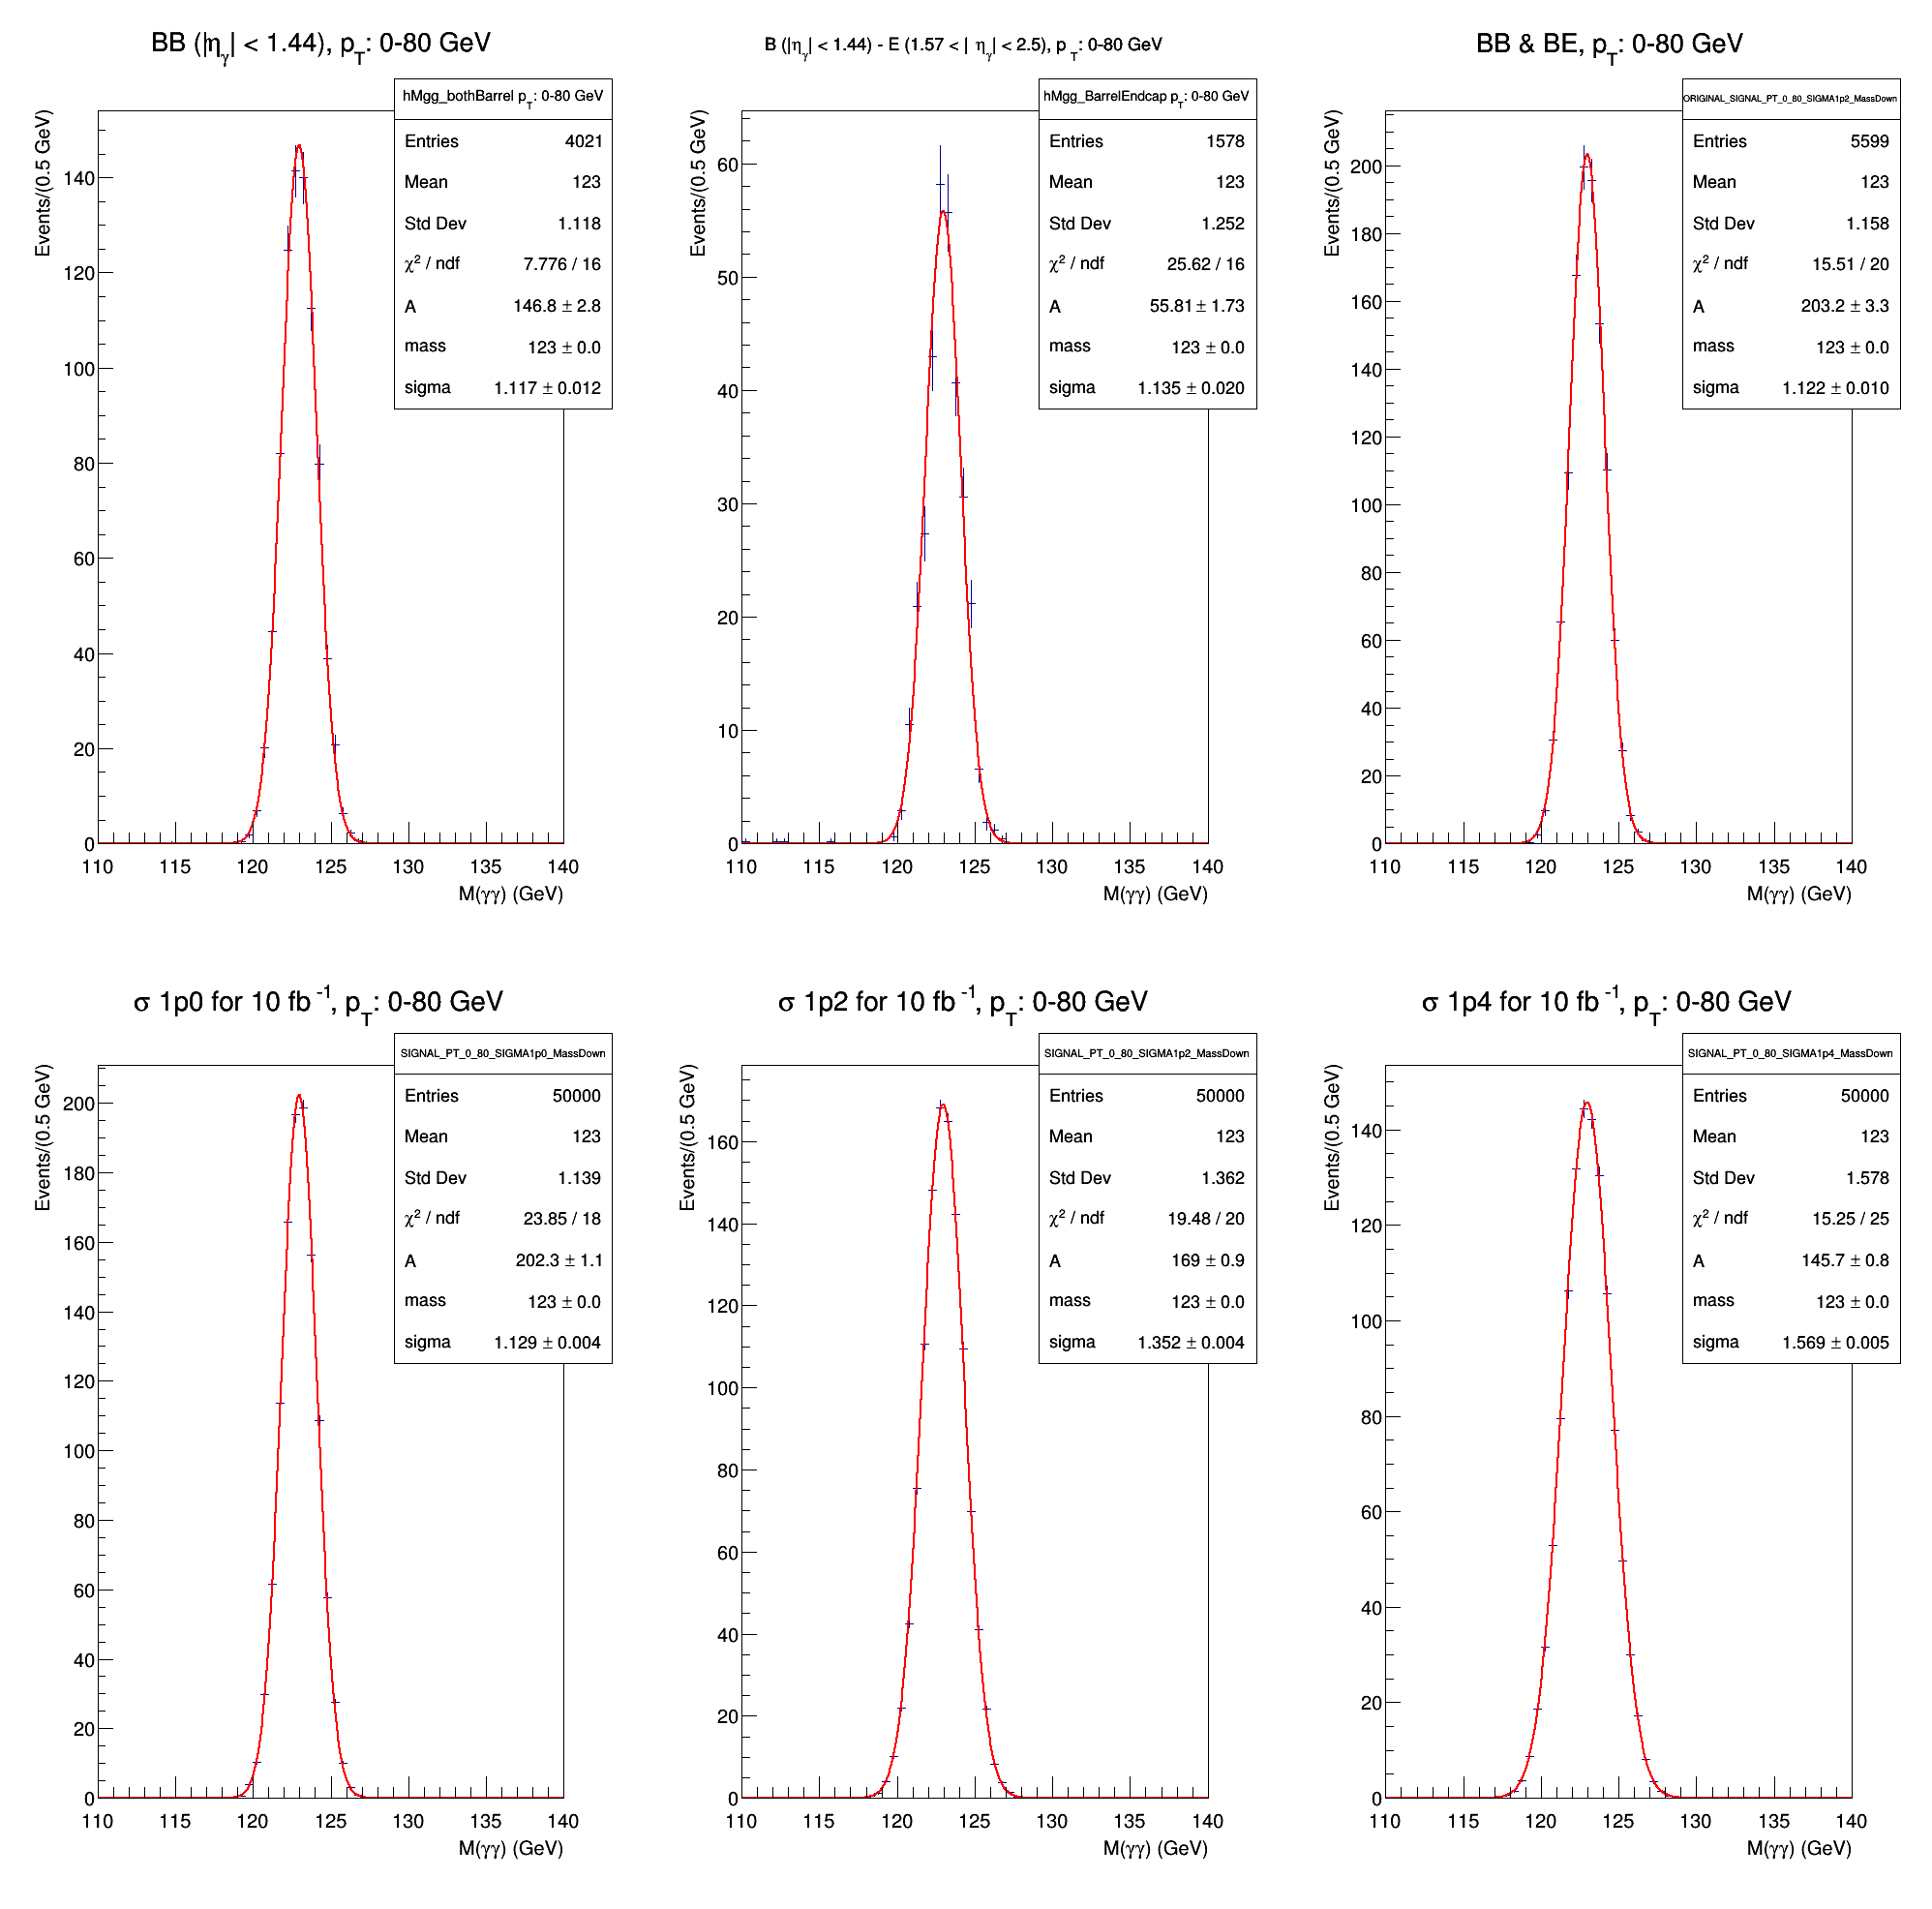 BB (|ηγ| < 1.44), pT: 0-80 GeV
Events/(0.5 GeV)
hMgg_bothBarrel pT: 0-80 GeV
Entries 4021
Mean 123
Std Dev 1.118
χ² / ndf 7.776 / 16
A 146.8 ± 2.8
mass 123 ± 0.0
sigma 1.117 ± 0.012
140
120
100
80
60
40
20
0
110 115 120 125 130 135 140
M(γγ) (GeV)
B (|ηγ| < 1.44) - E (1.57 < | ηγ| < 2.5), pT: 0-80 GeV
Events/(0.5 GeV)
hMgg_BarrelEndcap pT: 0-80 GeV
Entries 1578
Mean 123
Std Dev 1.252
χ² / ndf 25.62 / 16
A 55.81 ± 1.73
mass 123 ± 0.0
sigma 1.135 ± 0.020
60
50
40
30
20
10
0
110 115 120 125 130 135 140
M(γγ) (GeV)
BB & BE, pT: 0-80 GeV
Events/(0.5 GeV)
ORIGINAL_SIGNAL_PT_0_80_SIGMA1p2_MassDown
Entries 5599
Mean 123
Std Dev 1.158
χ² / ndf 15.51 / 20
A 203.2 ± 3.3
mass 123 ± 0.0
sigma 1.122 ± 0.010
200
180
160
140
120
100
80
60
40
20
0
110 115 120 125 130 135 140
M(γγ) (GeV)
σ 1p0 for 10 fb⁻¹, pT: 0-80 GeV
Events/(0.5 GeV)
SIGNAL_PT_0_80_SIGMA1p0_MassDown
Entries 50000
Mean 123
Std Dev 1.139
χ² / ndf 23.85 / 18
A 202.3 ± 1.1
mass 123 ± 0.0
sigma 1.129 ± 0.004
200
180
160
140
120
100
80
60
40
20
0
110 115 120 125 130 135 140
M(γγ) (GeV)
σ 1p2 for 10 fb⁻¹, pT: 0-80 GeV
Events/(0.5 GeV)
SIGNAL_PT_0_80_SIGMA1p2_MassDown
Entries 50000
Mean 123
Std Dev 1.362
χ² / ndf 19.48 / 20
A 169 ± 0.9
mass 123 ± 0.0
sigma 1.352 ± 0.004
160
140
120
100
80
60
40
20
0
110 115 120 125 130 135 140
M(γγ) (GeV)
σ 1p4 for 10 fb⁻¹, pT: 0-80 GeV
Events/(0.5 GeV)
SIGNAL_PT_0_80_SIGMA1p4_MassDown
Entries 50000
Mean 123
Std Dev 1.578
χ² / ndf 15.25 / 25
A 145.7 ± 0.8
mass 123 ± 0.0
sigma 1.569 ± 0.005
140
120
100
80
60
40
20
0
110 115 120 125 130 135 140
M(γγ) (GeV)